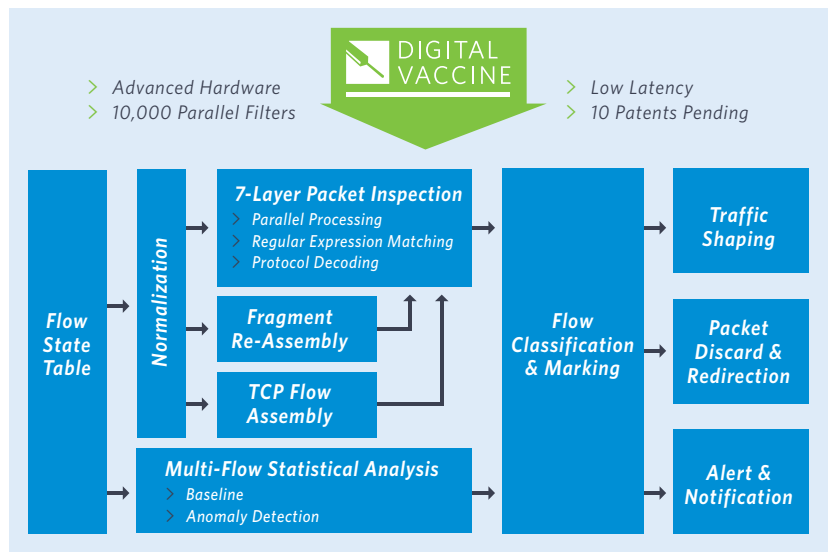 DIGITAL
VACCINE
Advanced Hardware
10,000 Parallel Filters
Low Latency
10 Patents Pending
Flow
State
Table
Normalization
7-Layer Packet Inspection
Parallel Processing
Regular Expression Matching
Protocol Decoding
Fragment
Re-Assembly
TCP Flow
Assembly
Multi-Flow Statistical Analysis
Baseline
Anomaly Detection
Flow
Classification
& Marking
Traffic
Shaping
Packet
Discard &
Redirection
Alert &
Notification